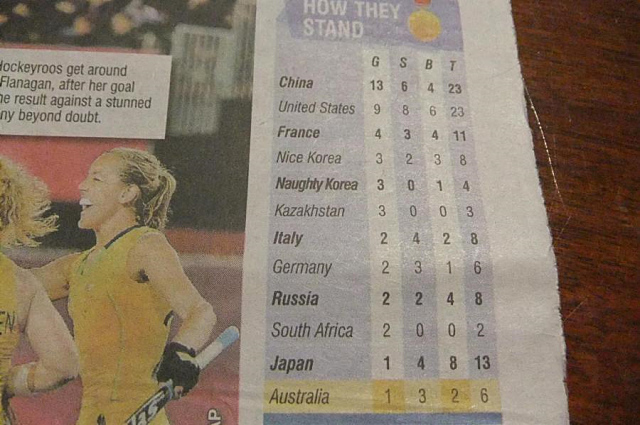 HOW THEY
STAND
Hockeyroos get around
Flanagan, after her goal
he result against a stunned
ny beyond doubt.
G S B T
China 13 6 4 23
United States 9 8 6 23
France 4 3 4 11
Nice Korea 3 2 3 8
Naughty Korea 3 0 1 4
Kazakhstan 3 0 0 3
Italy 2 4 2 8
Germany 2 3 1 6
Russia 2 2 4 8
South Africa 2 0 0 2
Japan 1 4 8 13
Australia 1 3 2 6
EN
AP